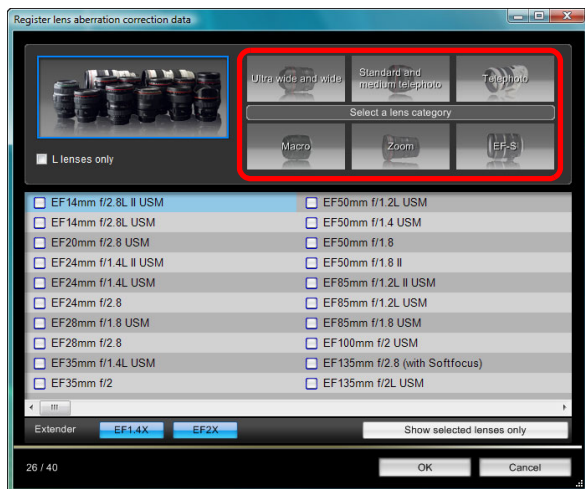 Register lens aberration correction data
Ultra wide and wide
Standard and
medium telephoto
Telephoto
Select a lens category
Macro
Zoom
EF-S
L lenses only
EF14mm f/2.8L II USM
EF50mm f/1.2L USM
EF14mm f/2.8L USM
EF50mm f/1.4 USM
EF20mm f/2.8 USM
EF50mm f/1.8
EF24mm f/1.4L II USM
EF50mm f/1.8 II
EF24mm f/1.4L USM
EF85mm f/1.2L II USM
EF24mm f/2.8
EF85mm f/1.2L USM
EF28mm f/1.8 USM
EF85mm f/1.8 USM
EF28mm f/2.8
EF100mm f/2 USM
EF35mm f/1.4L USM
EF135mm f/2.8 (with Softfocus)
EF35mm f/2
EF135mm f/2L USM
Extender
EF1.4X
EF2X
Show selected lenses only
26 / 40
OK
Cancel